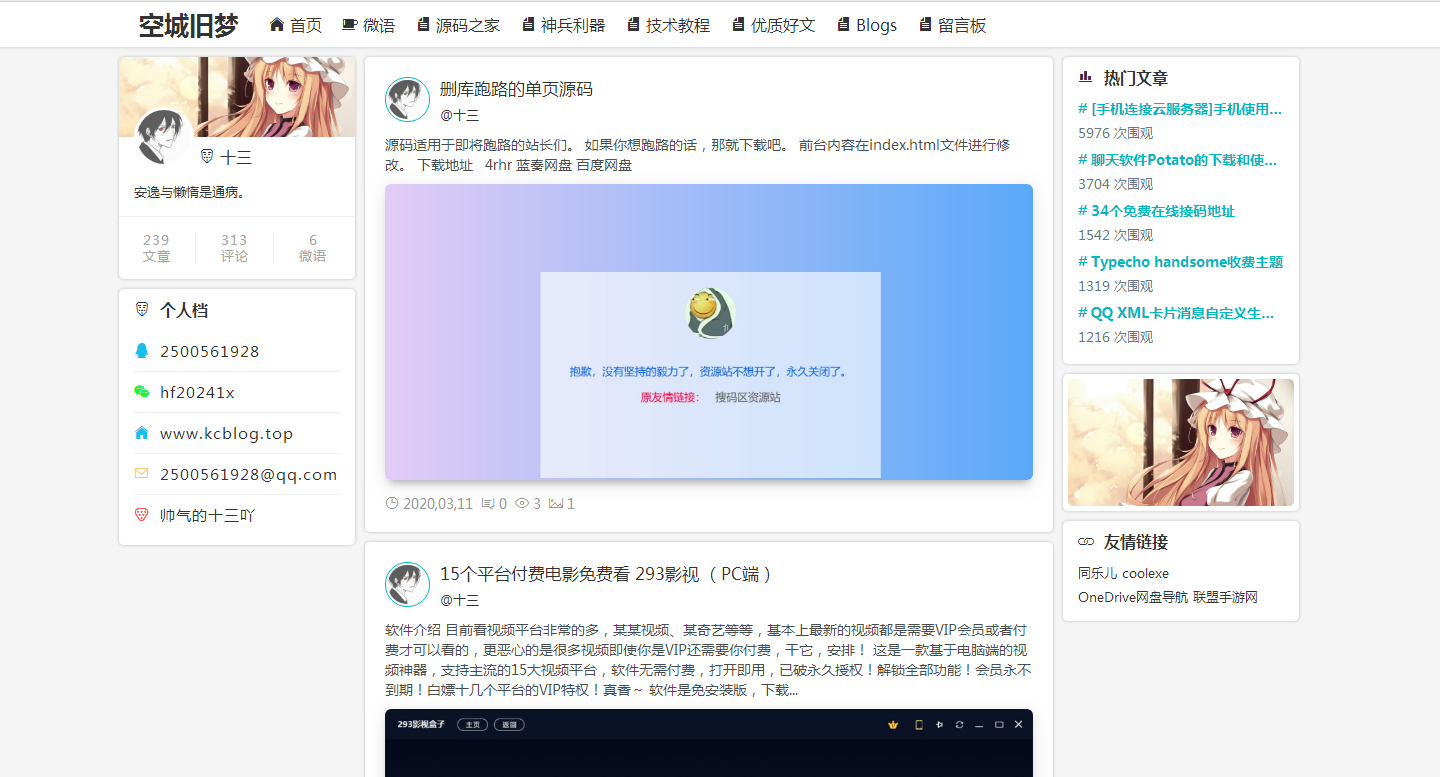 空城旧梦 首页 微语 源码之家 神兵利器 技术教程 优质好文 Blogs 留言板
十三
安逸与懒惰是通病。
239 313 6
文章 评论 微语
个人档
2500561928
hf20241x
www.kcblog.top
2500561928@qq.com
帅气的十三吖
删库跑路的单页源码
@十三
源码适用于即将跑路的站长们。 如果你想跑路的话，那就下载吧。 前台内容在index.html文件进行修
改。 下载地址 4rhr 蓝奏网盘 百度网盘
抱歉，没有坚持的毅力了，资源站不想开了，永久关闭了。
原友情链接： 搜码区资源站
2020,03,11 0 3 1
15个平台付费电影免费看 293影视 （ PC端 ）
@十三
软件介绍 目前看视频平台非常的多，某某视频、某奇艺等等，基本上最新的视频都是需要VIP会员或者付
费才可以看的，更恶心的是很多视频即使你是VIP还需要你付费，干它，安排！ 这是一款基于电脑端的视
频神器，支持主流的15大视频平台，软件无需付费，打开即用，已破永久授权！解锁全部功能！会员永不
到期！白嫖十几个平台的VIP特权！真香～ 软件是免安装版，下载...
293影视盒子 主页 返回
热门文章
# [手机连接云服务器]手机使用...
5976 次围观
# 聊天软件Potato的下载和使...
3704 次围观
# 34个免费在线接码地址
1542 次围观
# Typecho handsome收费主题
1319 次围观
# QQ XML卡片消息自定义生...
1216 次围观
友情链接
同乐儿 coolexe
OneDrive网盘导航 联盟手游网